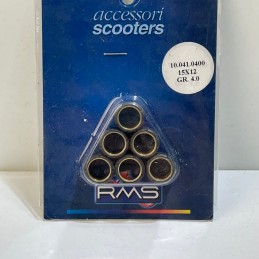 accessori
scooters
10.041.0400
15X12
GR. 4.0
RMS